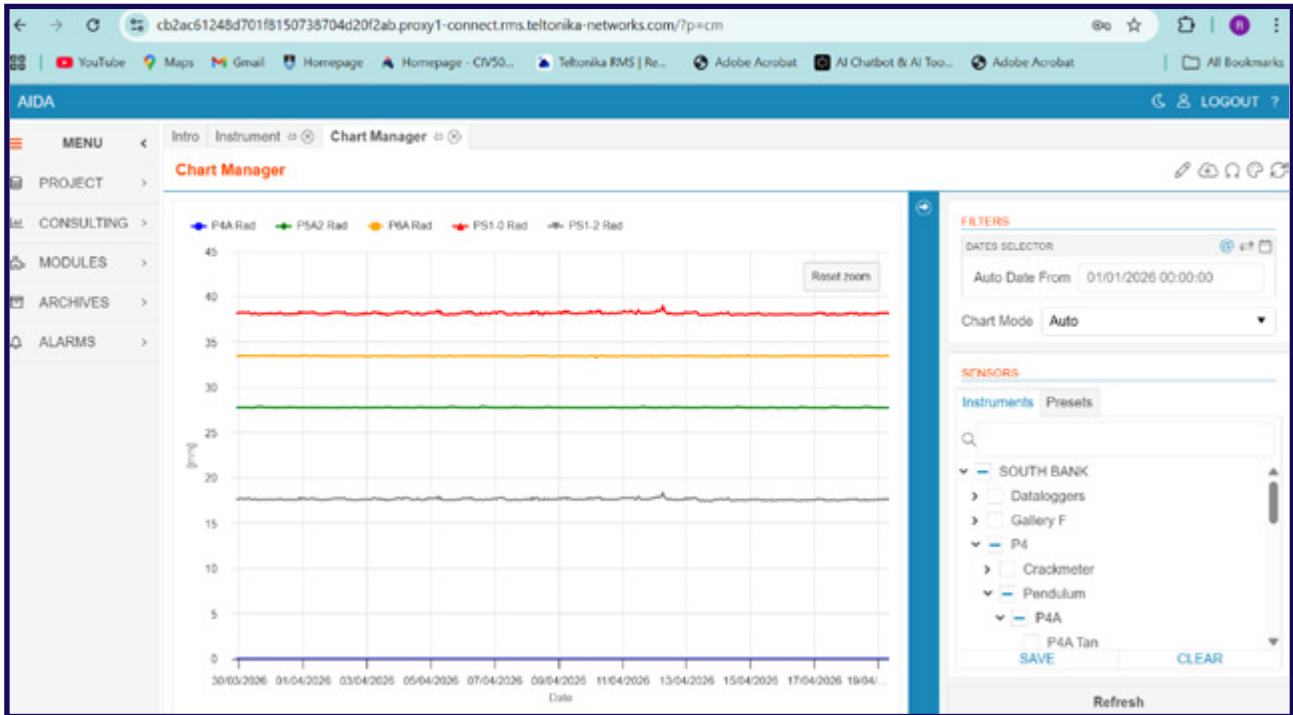 cb2ac61248d701f8150738704d20f2ab.proxy1-connect.rms.teltonika-networks.com/?p=cm
YouTube Maps Gmail Homepage Homepage - CIV50... Teltonika RMS | Re... Adobe Acrobat AI Chatbot & AI Too... Adobe Acrobat All Bookmarks
AIDA LOGOUT ?
MENU
PROJECT
CONSULTING
MODULES
ARCHIVES
ALARMS
Intro Instrument Chart Manager
Chart Manager
P4A Rad P5A2 Rad P6A Rad PS1-0 Rad PS1-2 Rad
Reset zoom
45
40
35
30
25
20
15
10
5
0
[mm]
30/03/2026 01/04/2026 03/04/2026 05/04/2026 07/04/2026 09/04/2026 11/04/2026 13/04/2026 15/04/2026 17/04/2026 19/04/...
Data
FILTERS
DATES SELECTOR
Auto Date From 01/01/2026 00:00:00
Chart Mode Auto
SENSORS
Instruments Presets
SOUTH BANK
Dataloggers
Gallery F
P4
Crackmeter
Pendulum
P4A
P4A Tan
SAVE CLEAR
Refresh